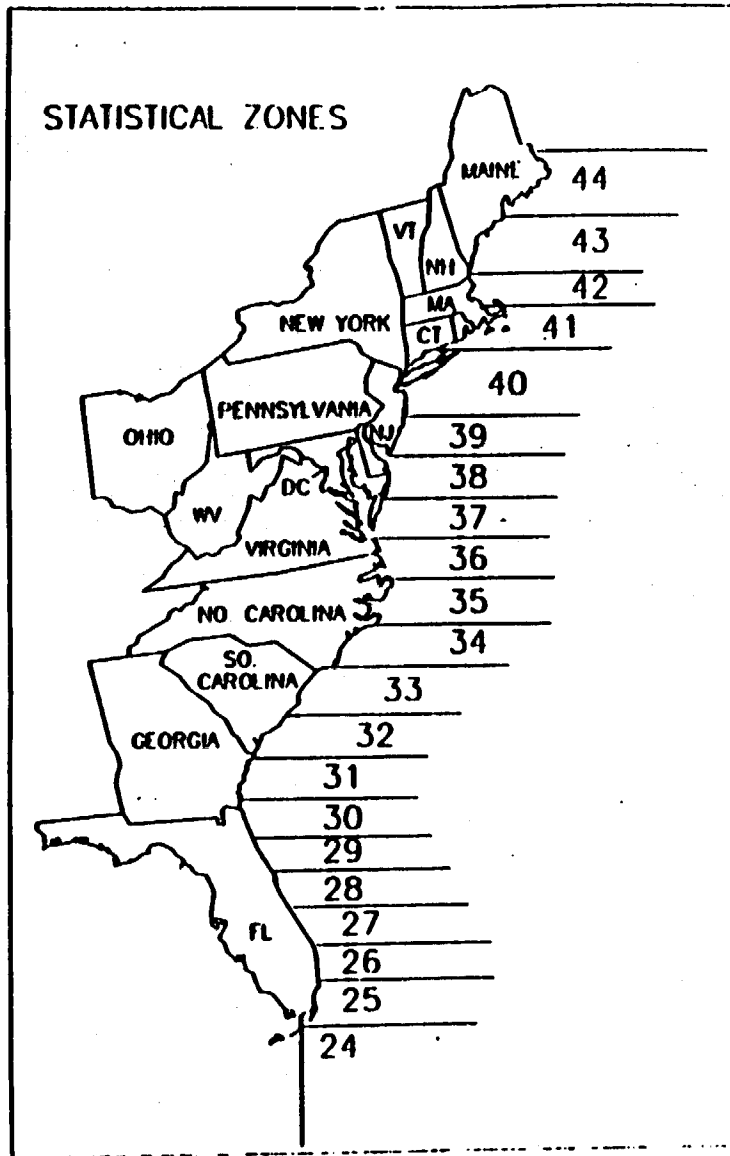 STATISTICAL ZONES
MAINE
44
VT
43
NH
42
MA
NEW YORK
CT
41
40
PENNSYLVANIA
OHIO
NJ
39
DC
38
WV
37
VIRGINIA
36
NO. CAROLINA
35
34
SO.
CAROLINA
33
GEORGIA
32
31
30
29
28
FL
27
26
25
24